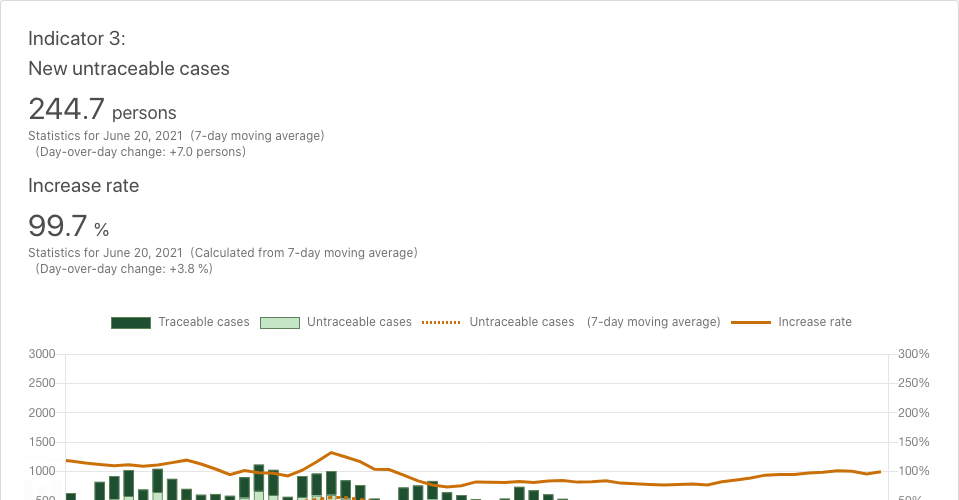 Indicator 3:
New untraceable cases
244.7 persons
Statistics for June 20, 2021 (7-day moving average)
(Day-over-day change: +7.0 persons)
Increase rate
99.7 %
Statistics for June 20, 2021 (Calculated from 7-day moving average)
(Day-over-day change: +3.8 %)
Traceable cases Untraceable cases Untraceable cases (7-day moving average) Increase rate
3000 300%
2500 250%
2000 200%
1500 150%
1000 100%
500 50%